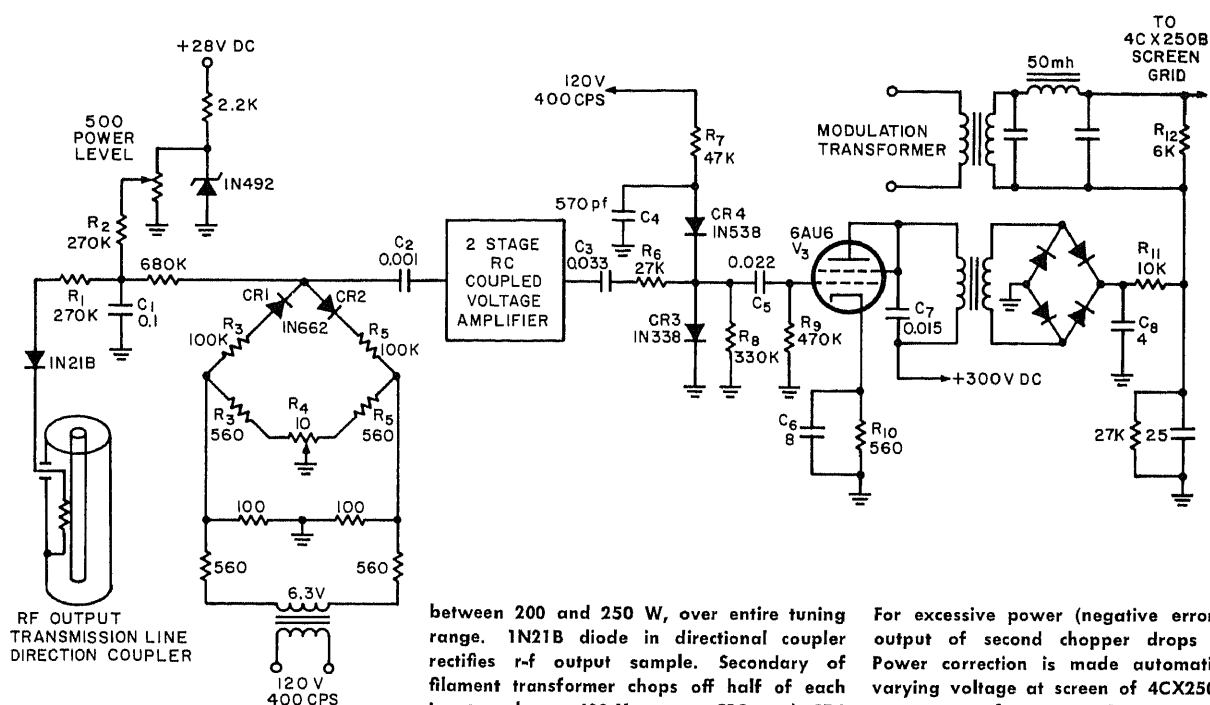 +28V DC
2.2K
500
POWER
LEVEL
1N492
R2
270K
R1
270K
C1
0.1
680K
1N21B
RF OUTPUT
TRANSMISSION LINE
DIRECTION COUPLER
CR1
CR2
1N662
R3
100K
R5
100K
R3
560
R4
10
R5
560
100
100
560
560
6.3V
120V
400 CPS
C2
0.001
2 STAGE
RC
COUPLED
VOLTAGE
AMPLIFIER
C3
0.033
R6
27K
120V
400 CPS
R7
47K
570 pf
C4
CR4
1N538
CR3
1N338
R8
330K
0.022
C5
R9
470K
6AU6
V3
C6
8
R10
560
C7
0.015
+300V DC
MODULATION
TRANSFORMER
50mh
TO
4CX250B
SCREEN
GRID
R12
6K
R11
10K
C8
4
27K
25
between 200 and 250 W, over entire tuning
range. 1N21B diode in directional coupler
rectifies r-f output sample. Secondary of
filament transformer chops off half of each
For excessive power (negative error
output of second chopper drops
Power correction is made automati
varying voltage at screen of 4CX250